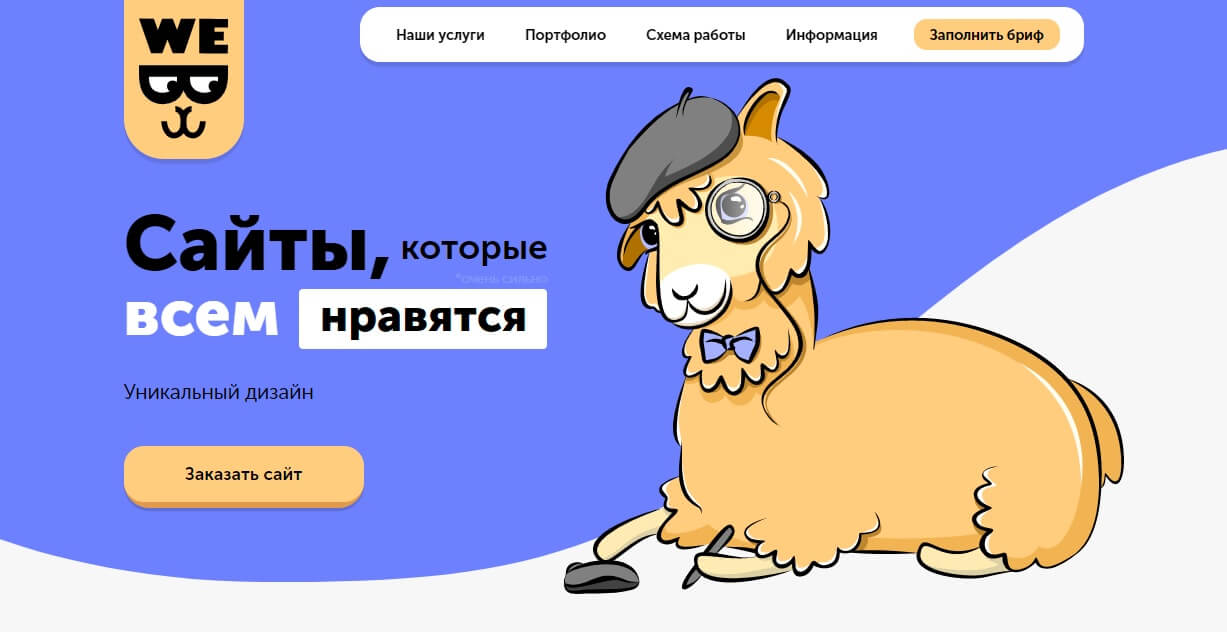 WE
Наши услуги
Портфолио
Схема работы
Информация
Заполнить бриф
Сайты, которые
*очень сильно
всем нравятся
Уникальный дизайн
Заказать сайт